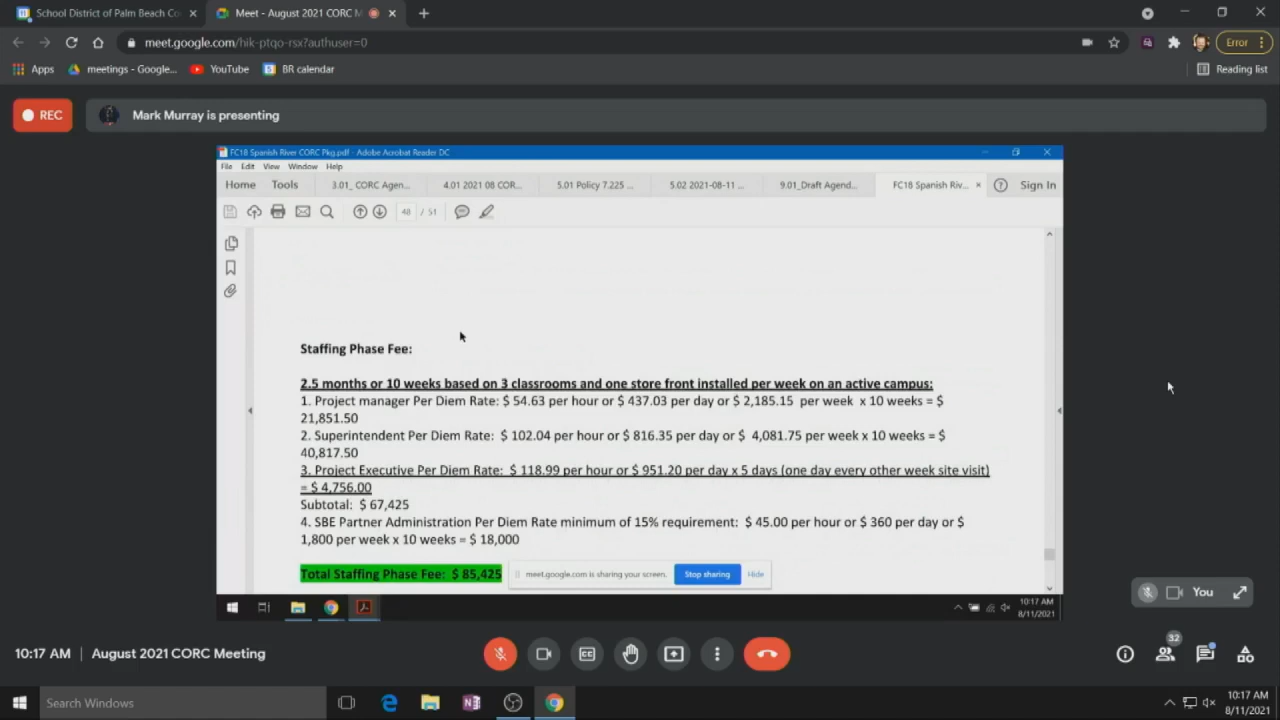 School District of Palm Beach Co
Meet - August 2021 CORC M
meet.google.com/hik-ptqo-rsx?authuser=0
Error
Apps
meetings - Google...
YouTube
BR calendar
Reading list
REC
Mark Murray is presenting
FC18 Spanish River CORC Pkg.pdf - Adobe Acrobat Reader DC
File Edit View Window Help
Home Tools 3.01_ CORC Agen... 4.01 2021 08 COR... 5.01 Policy 7.225 ... 5.02 2021-08-11 ... 9.01_Draft Agend... FC18 Spanish Riv... Sign In
48 / 51
Staffing Phase Fee:
2.5 months or 10 weeks based on 3 classrooms and one store front installed per week on an active campus:
1. Project manager Per Diem Rate: $ 54.63 per hour or $ 437.03 per day or $ 2,185.15 per week x 10 weeks = $
21,851.50
2. Superintendent Per Diem Rate: $ 102.04 per hour or $ 816.35 per day or $ 4,081.75 per week x 10 weeks = $
40,817.50
3. Project Executive Per Diem Rate: $ 118.99 per hour or $ 951.20 per day x 5 days (one day every other week site visit)
= $ 4,756.00
Subtotal: $ 67,425
4. SBE Partner Administration Per Diem Rate minimum of 15% requirement: $ 45.00 per hour or $ 360 per day or $
1,800 per week x 10 weeks = $ 18,000
Total Staffing Phase Fee: $ 85,425
meet.google.com is sharing your screen. Stop sharing Hide
You
10:17 AM
8/11/2021
10:17 AM | August 2021 CORC Meeting
CC
32
Search Windows
10:17 AM
8/11/2021